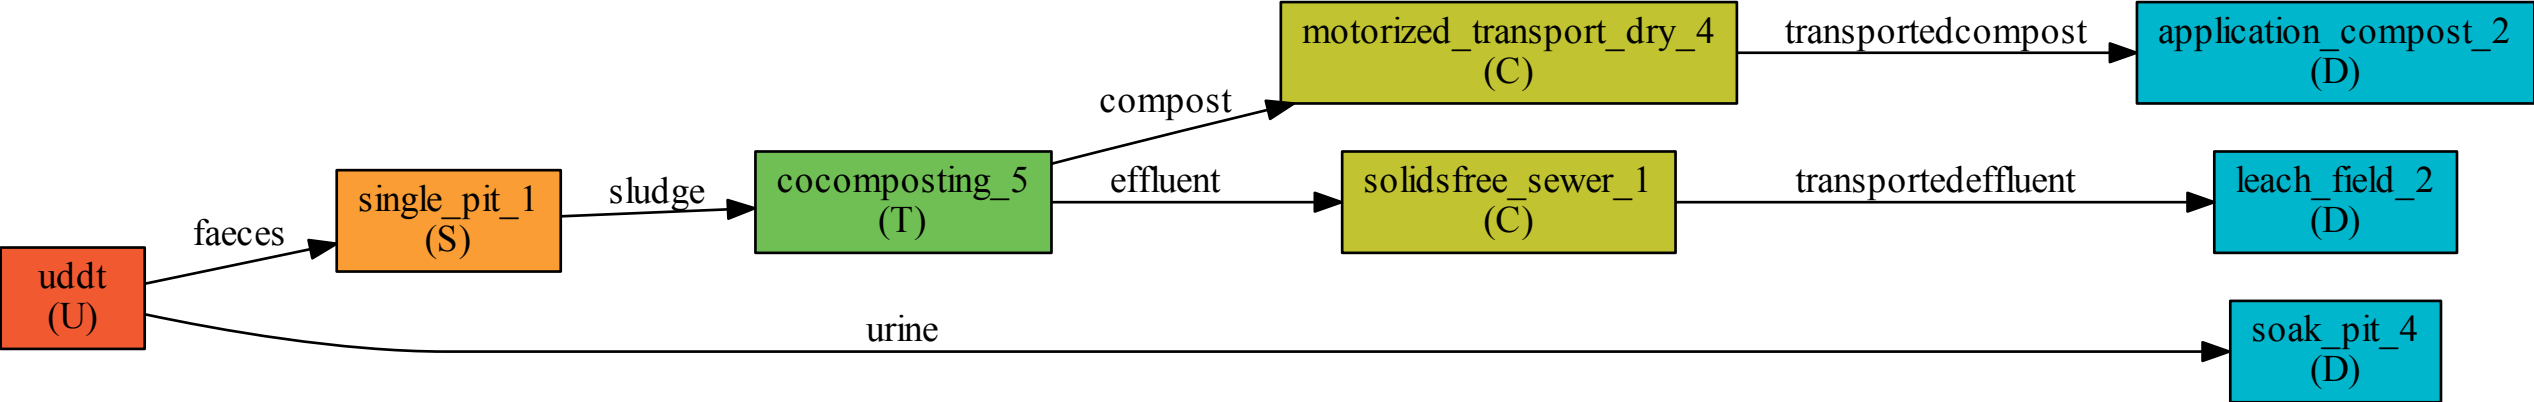 motorized_transport_dry_4
(C)
transportedcompost
application_compost_2
(D)
compost
cocomposting_5
(T)
effluent
solidsfree_sewer_1
(C)
transportedeffluent
leach_field_2
(D)
sludge
single_pit_1
(S)
faeces
uddt
(U)
urine
soak_pit_4
(D)